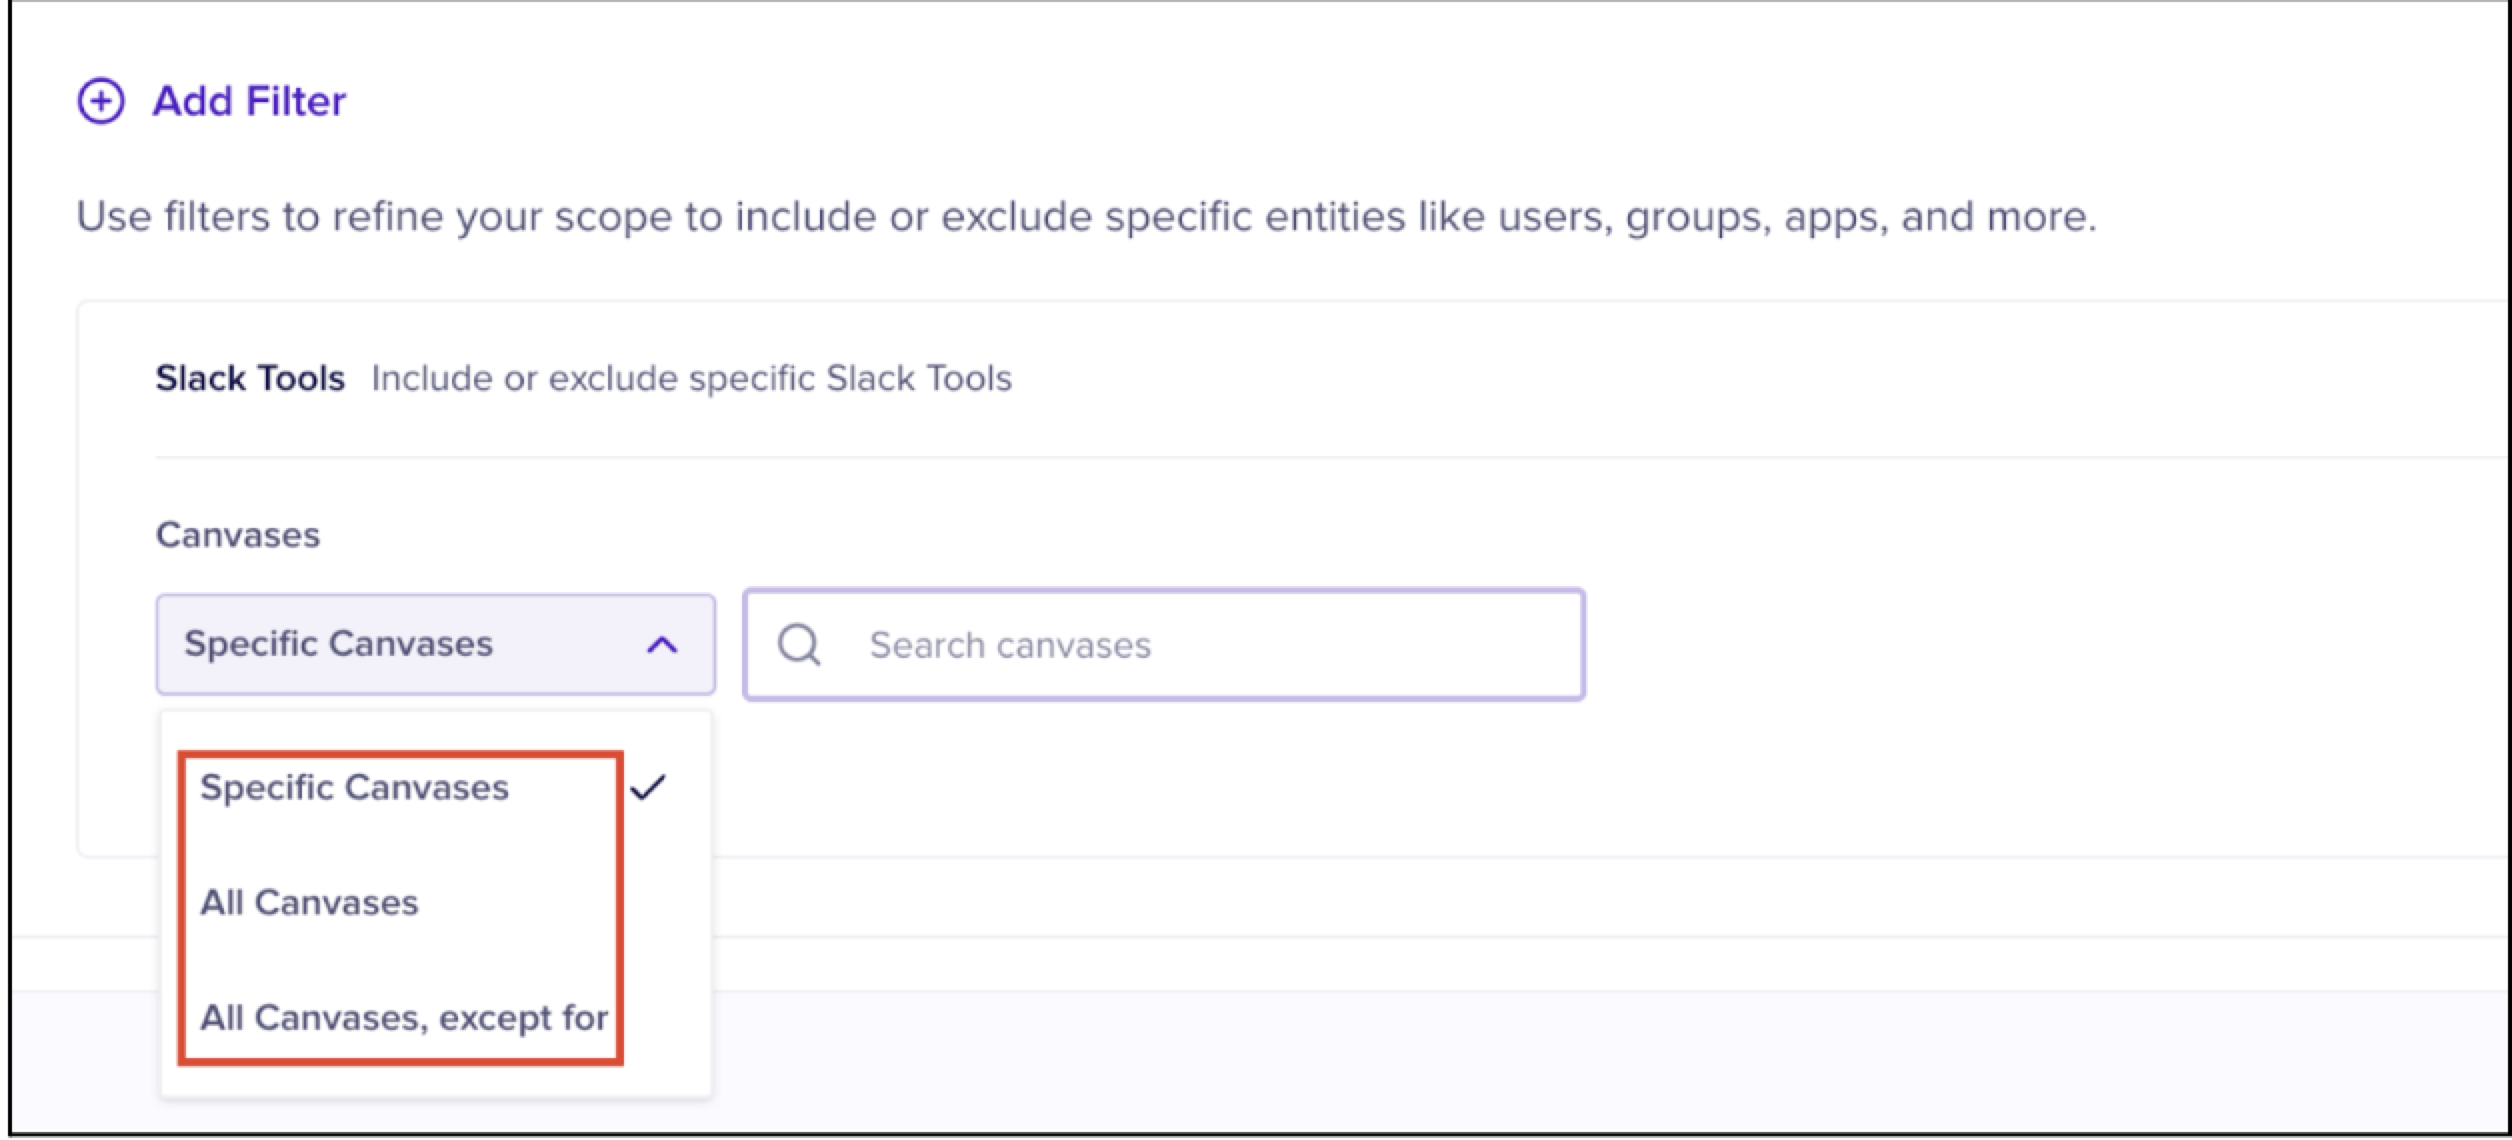 Add Filter
Use filters to refine your scope to include or exclude specific entities like users, groups, apps, and more.
Slack Tools Include or exclude specific Slack Tools
Canvases
Specific Canvases
Search canvases
Specific Canvases
All Canvases
All Canvases, except for